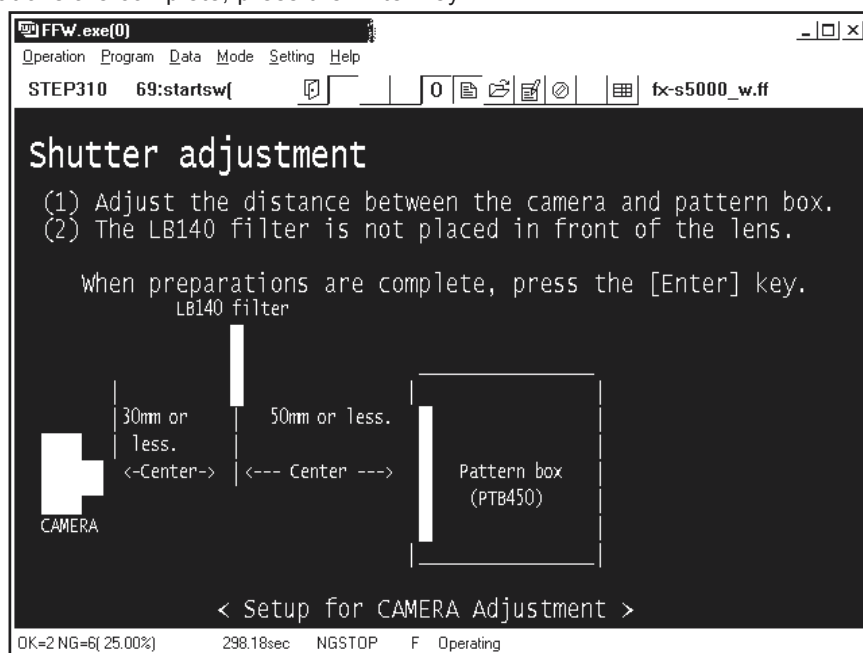 FFW.exe(0)
Operation Program Data Mode Setting Help
STEP310 69:startsw( 0 fx-s5000_w.ff
Shutter adjustment
(1) Adjust the distance between the camera and pattern box.
(2) The LB140 filter is not placed in front of the lens.
When preparations are complete, press the [Enter] key.
LB140 filter
30mm or
less.
50mm or less.
<-Center->
<--- Center --->
Pattern box
(PTB450)
CAMERA
< Setup for CAMERA Adjustment >
OK=2 NG=6( 25.00%) 298.18sec NGSTOP F Operating